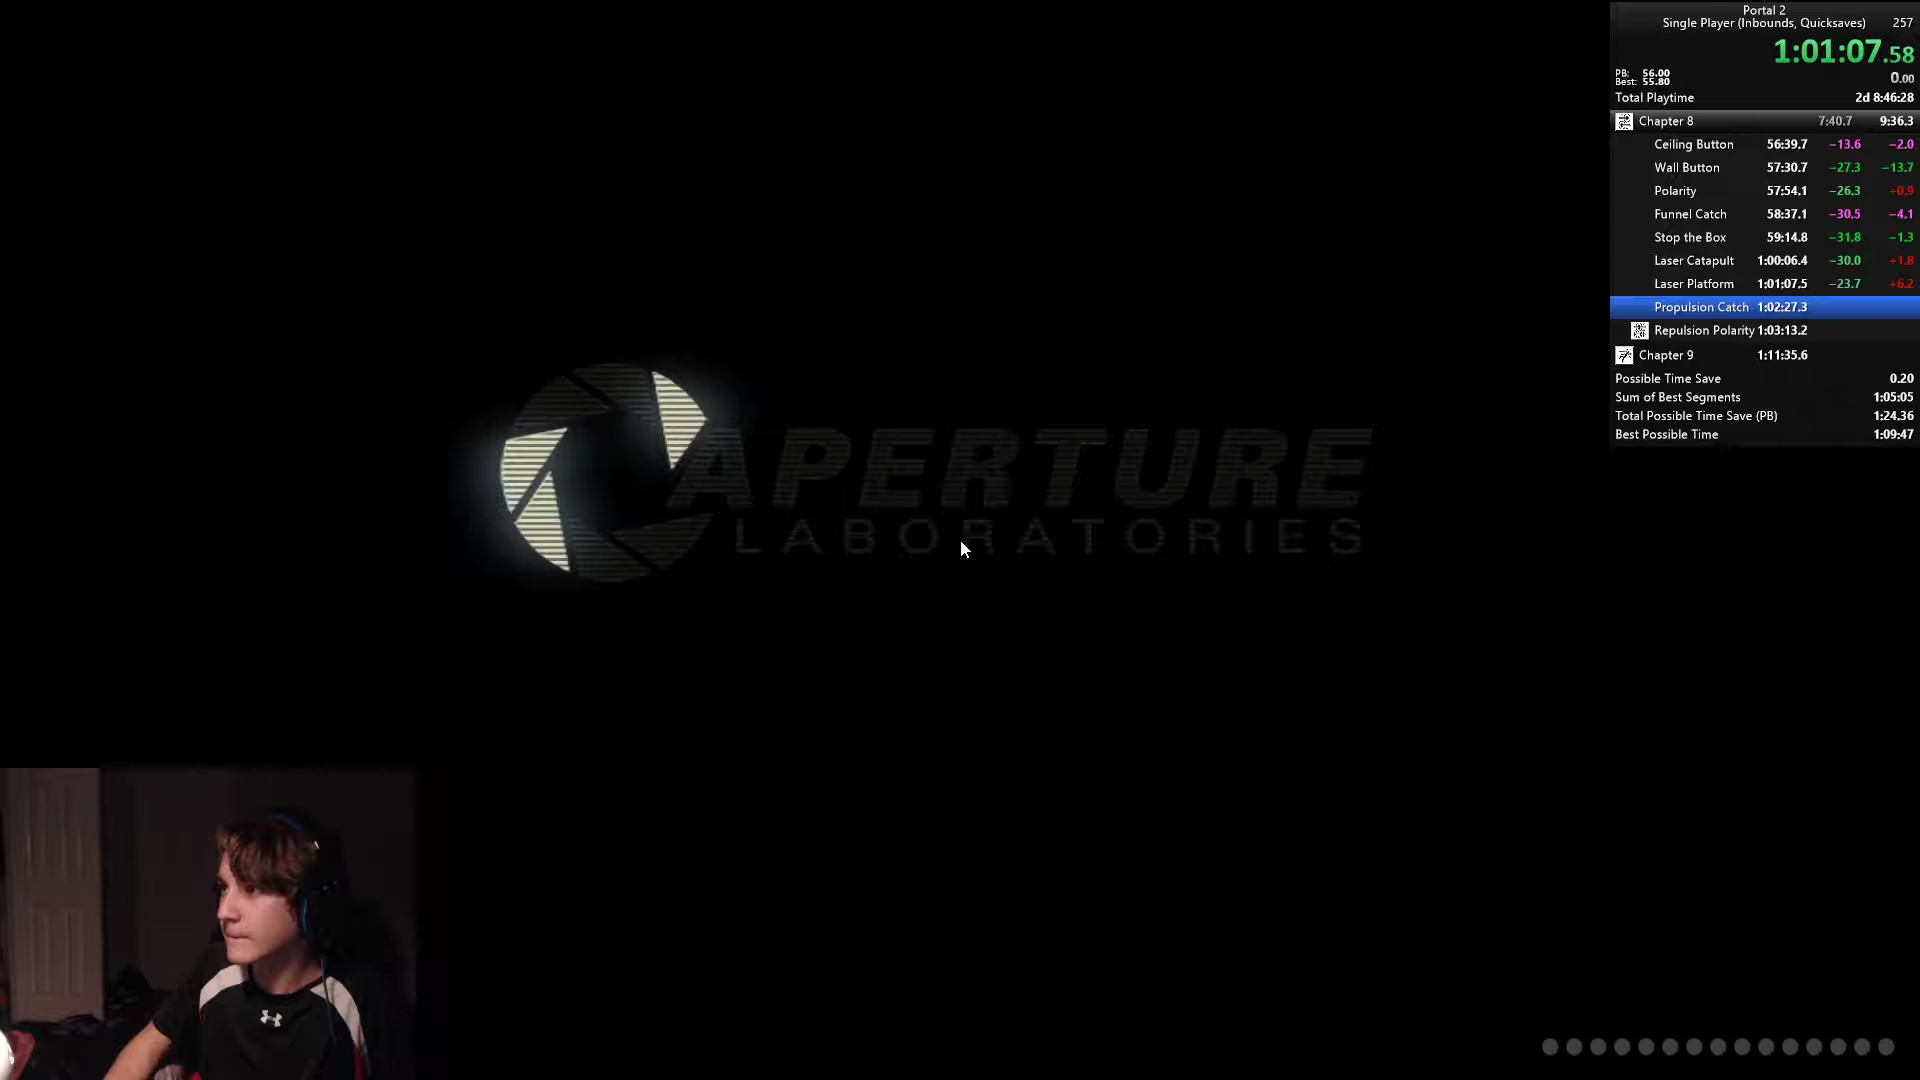 Portal 2
Single Player (Inbounds, Quicksaves) 257
1:01:07.58
PB: 56.00
Best: 55.80
0.00
Total Playtime 2d 8:46:28
Chapter 8 7:40.7 9:36.3
Ceiling Button 56:39.7 −13.6 −2.0
Wall Button 57:30.7 −27.3 −13.7
Polarity 57:54.1 −26.3 +0.9
Funnel Catch 58:37.1 −30.5 −4.1
Stop the Box 59:14.8 −31.8 −1.3
Laser Catapult 1:00:06.4 −30.0 +1.8
Laser Platform 1:01:07.5 −23.7 +6.2
Propulsion Catch 1:02:27.3
Repulsion Polarity 1:03:13.2
Chapter 9 1:11:35.6
Possible Time Save 0.20
Sum of Best Segments 1:05:05
Total Possible Time Save (PB) 1:24.36
Best Possible Time 1:09:47
APERTURE
LABORATORIES